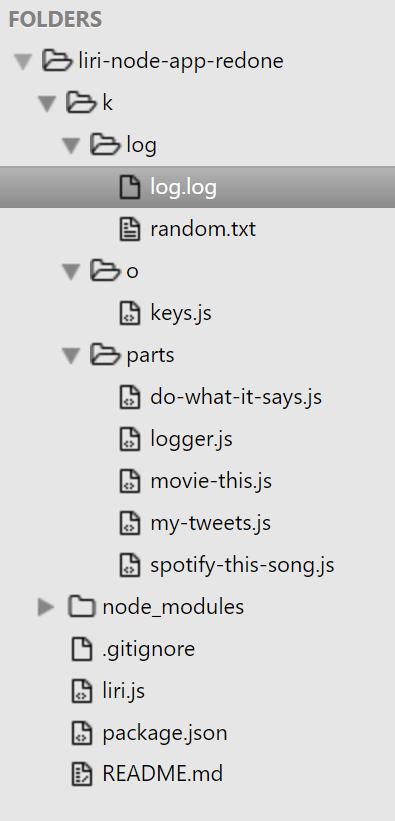 FOLDERS
liri-node-app-redone
k
log
log.log
random.txt
o
keys.js
parts
do-what-it-says.js
logger.js
movie-this.js
my-tweets.js
spotify-this-song.js
node_modules
.gitignore
liri.js
package.json
README.md